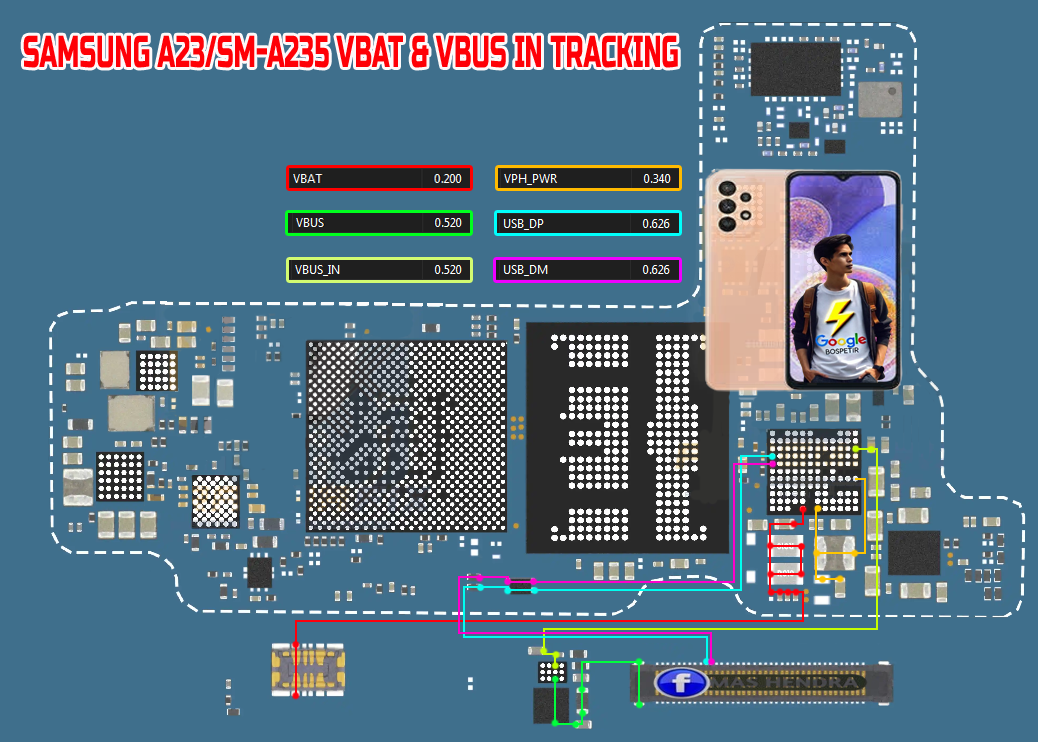 SAMSUNG A23/SM-A235 VBAT & VBUS IN TRACKING
VBAT 0.200
VPH_PWR 0.340
VBUS 0.520
USB_DP 0.626
VBUS_IN 0.520
USB_DM 0.626
Google
BOSPETIR
f MAS HENDRA